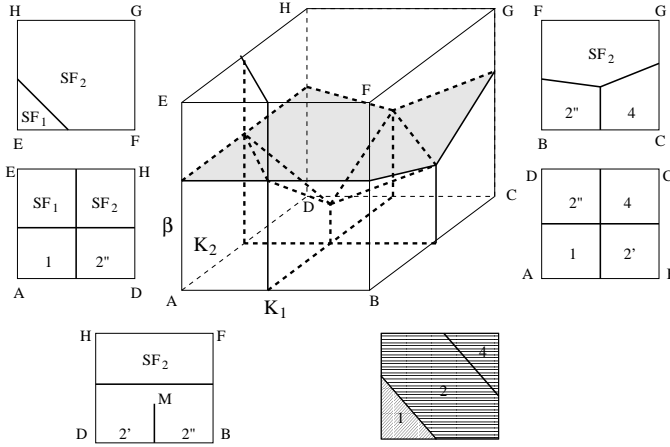 H G
SF2
SF1
E F
E H
SF1 SF2
1 2"
A D
H
G
E
F
D
C
β
K2
A
K1
B
F G
SF2
2" 4
B C
D C
2" 4
1 2'
A B
H F
SF2
M
2' 2"
D B
4
2
1